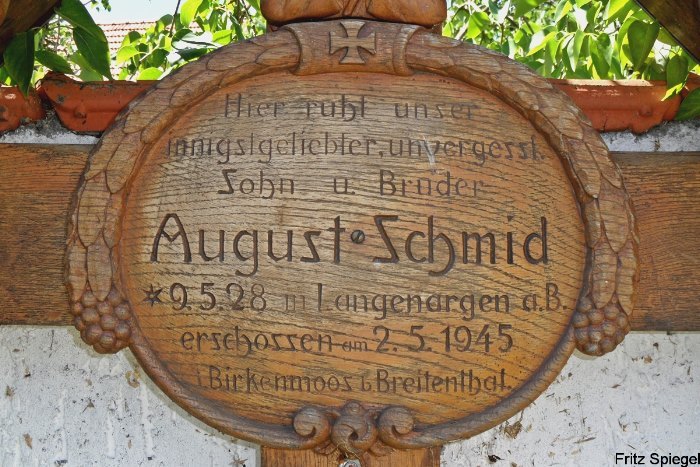 Hier ruht unser
innigstgeliebter, unvergessl.
Sohn u. Bruder
August·Schmid
*9.5.28 in Langenargen a.B.
erschossen am 2.5.1945
i. Birkenmoos b. Breitenthal.
Fritz Spiegel